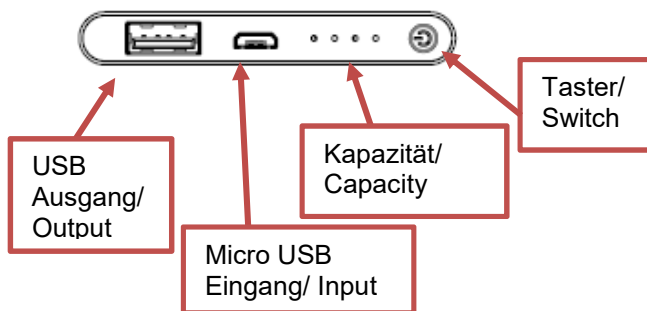 Taster/
Switch
Kapazität/
Capacity
USB
Ausgang/
Output
Micro USB
Eingang/ Input